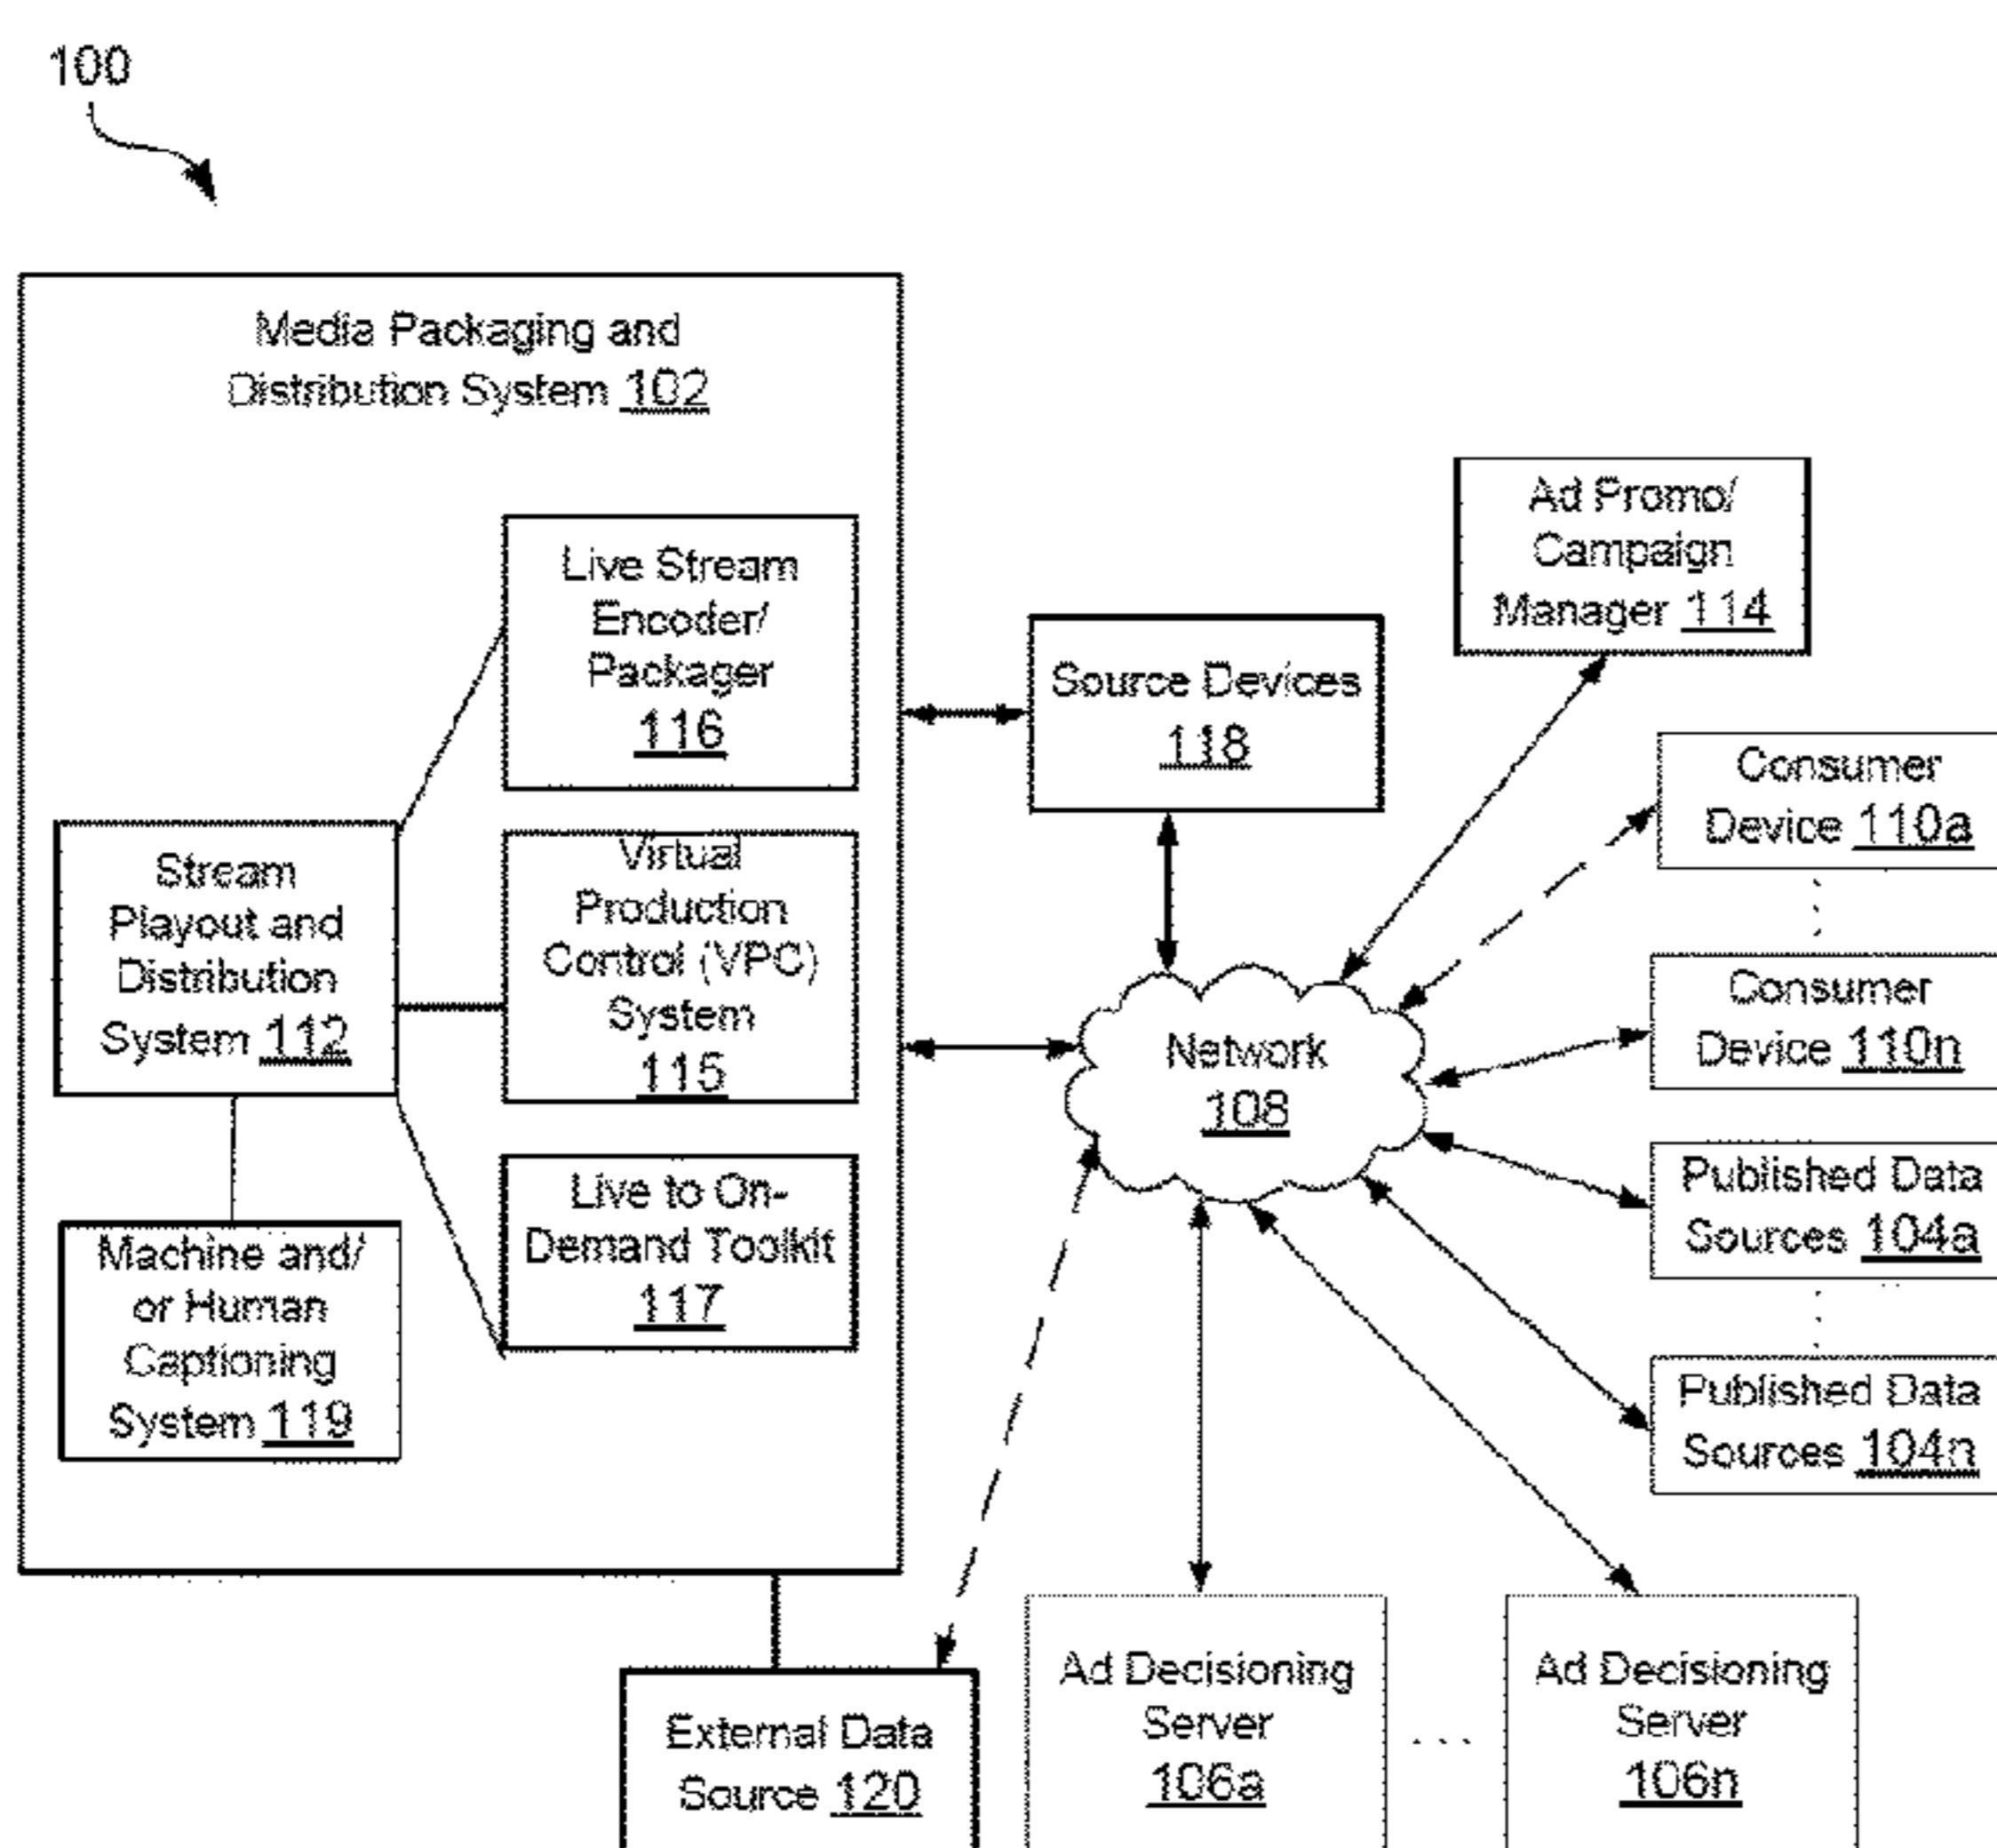 100
Media Packaging and
Distribution System 102
Live Stream
Encoder/
Packager
116
Stream
Playout and
Distribution
System 112
Virtual
Production
Control (VPC)
System
115
Live to On-
Demand Toolkit
117
Machine and/
or Human
Captioning
System 119
Source Devices
118
Ad Promo/
Campaign
Manager 114
Consumer
Device 110a
Consumer
Device 110n
Network
108
Published Data
Sources 104a
Published Data
Sources 104n
External Data
Source 120
Ad Decisioning
Server
106a
. . .
Ad Decisioning
Server
106n